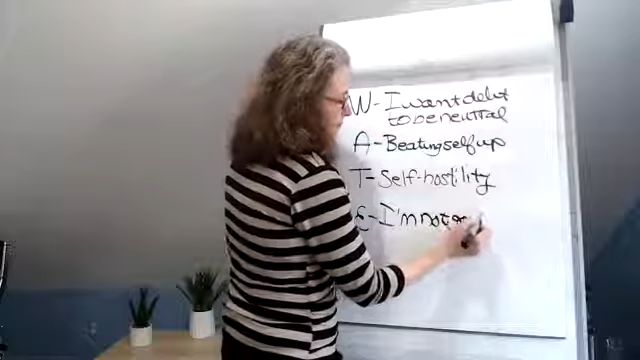 W - I want debt
to be neutral
A - Beating self up
T - Self-hostility
E - I'm not